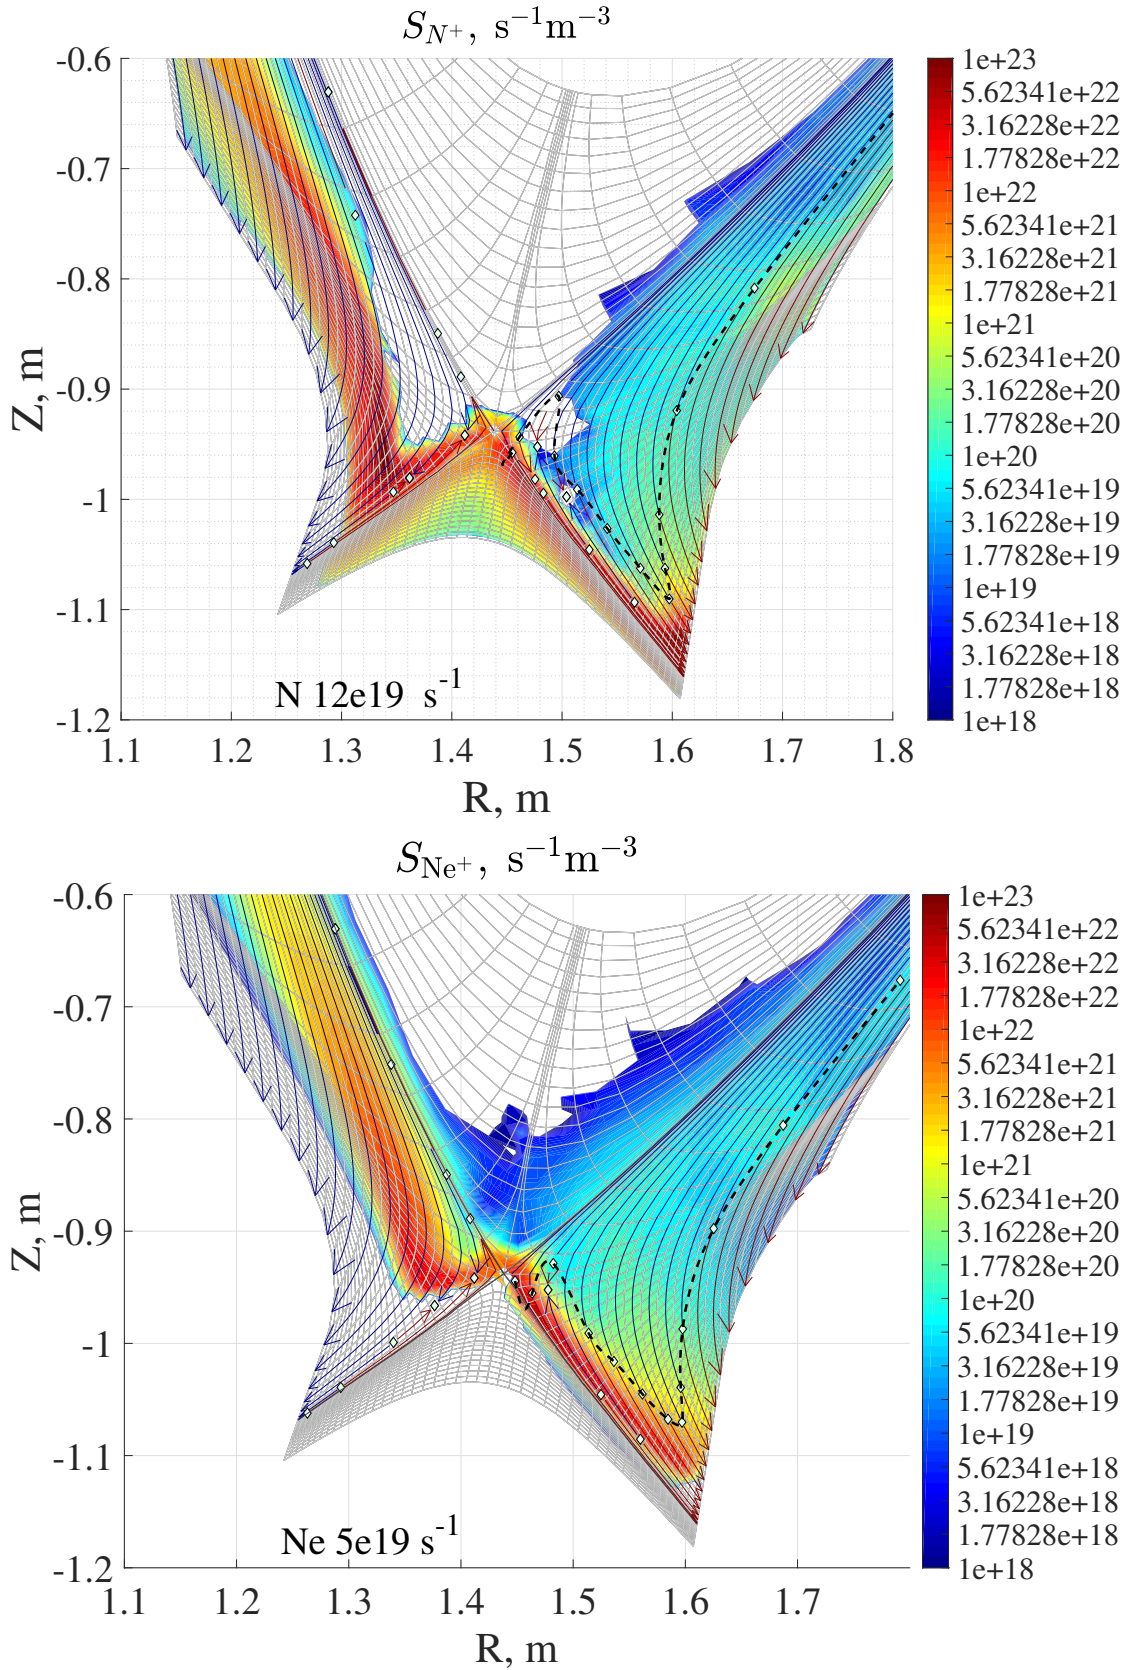 S_{N^+}, s^{-1}m^{-3}
-0.6
-0.7
-0.8
-0.9
-1
-1.1
-1.2
Z, m
1.1 1.2 1.3 1.4 1.5 1.6 1.7 1.8
R, m
N 12e19 s^{-1}
1e+23
5.62341e+22
3.16228e+22
1.77828e+22
1e+22
5.62341e+21
3.16228e+21
1.77828e+21
1e+21
5.62341e+20
3.16228e+20
1.77828e+20
1e+20
5.62341e+19
3.16228e+19
1.77828e+19
1e+19
5.62341e+18
3.16228e+18
1.77828e+18
1e+18
S_{Ne^+}, s^{-1}m^{-3}
-0.6
-0.7
-0.8
-0.9
-1
-1.1
-1.2
Z, m
1.1 1.2 1.3 1.4 1.5 1.6 1.7
R, m
Ne 5e19 s^{-1}
1e+23
5.62341e+22
3.16228e+22
1.77828e+22
1e+22
5.62341e+21
3.16228e+21
1.77828e+21
1e+21
5.62341e+20
3.16228e+20
1.77828e+20
1e+20
5.62341e+19
3.16228e+19
1.77828e+19
1e+19
5.62341e+18
3.16228e+18
1.77828e+18
1e+18